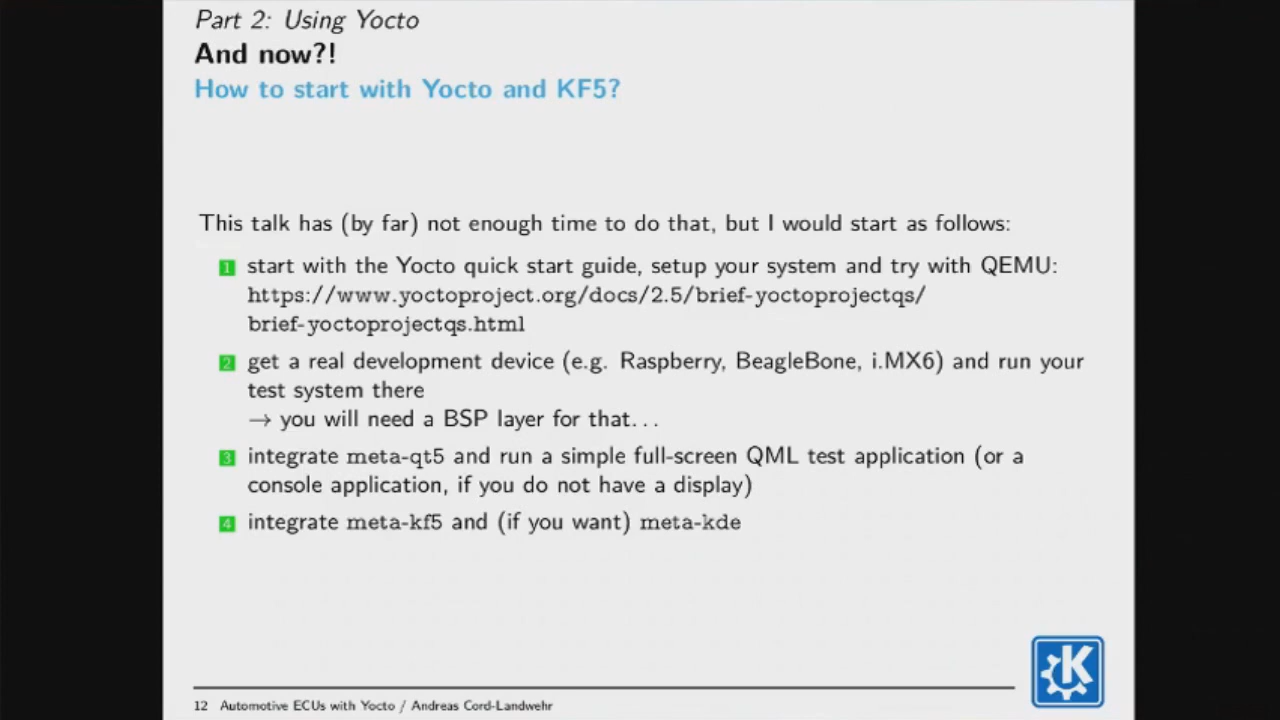 Part 2: Using Yocto
And now?!
How to start with Yocto and KF5?
This talk has (by far) not enough time to do that, but I would start as follows:
1 start with the Yocto quick start guide, setup your system and try with QEMU:
https://www.yoctoproject.org/docs/2.5/brief-yoctoprojectqs/
brief-yoctoprojectqs.html
2 get a real development device (e.g. Raspberry, BeagleBone, i.MX6) and run your
test system there
→ you will need a BSP layer for that...
3 integrate meta-qt5 and run a simple full-screen QML test application (or a
console application, if you do not have a display)
4 integrate meta-kf5 and (if you want) meta-kde
K
12 Automotive ECUs with Yocto / Andreas Cord-Landwehr